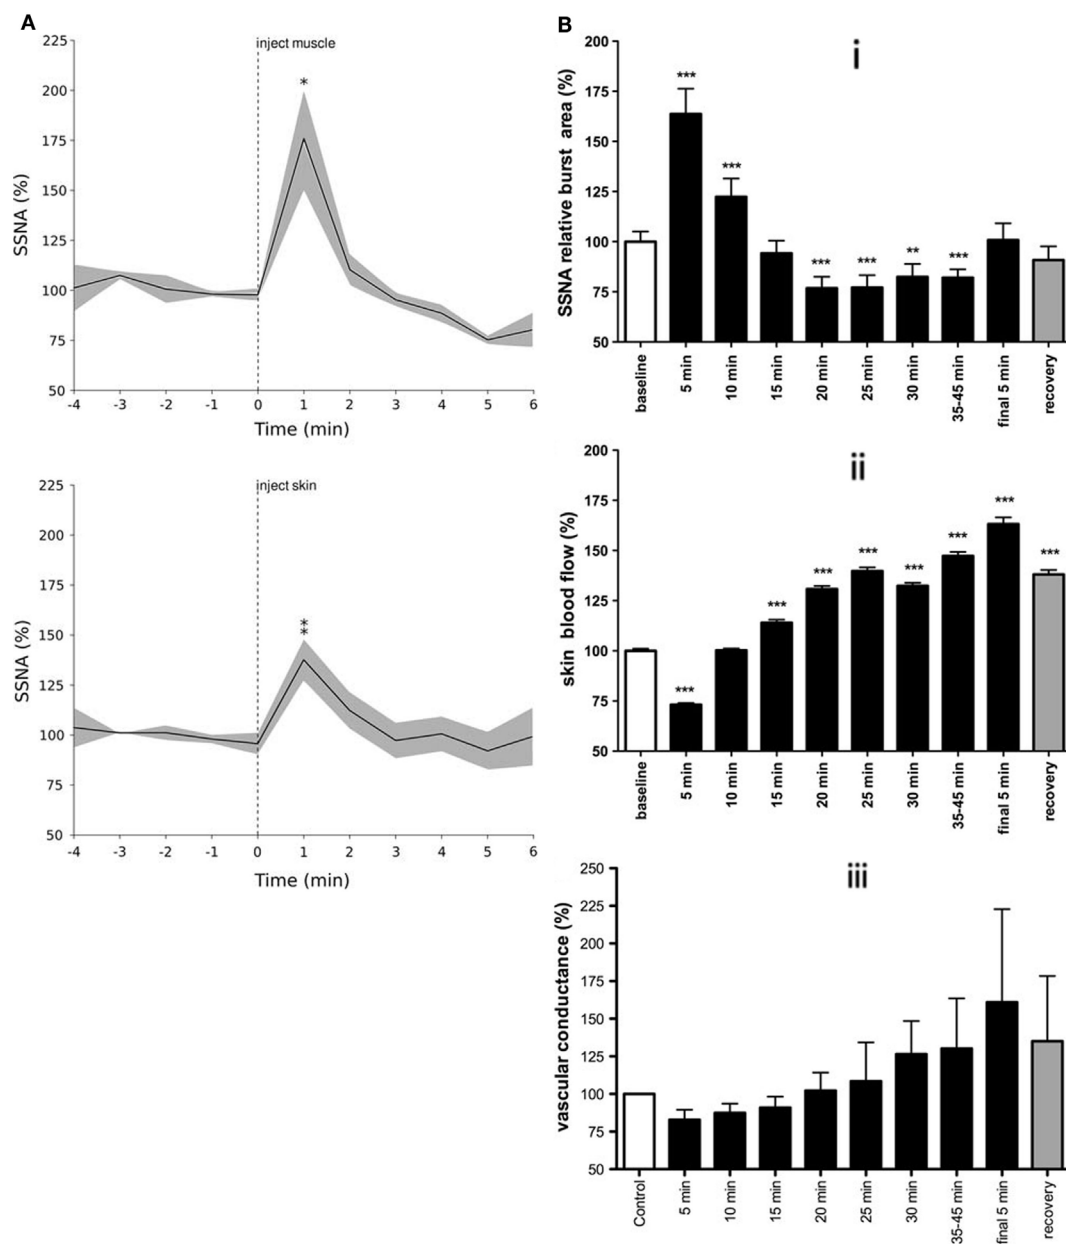 A
inject muscle
SSNA (%)
225
200
175
150
125
100
75
50
*
-4 -3 -2 -1 0 1 2 3 4 5 6
Time (min)
inject skin
SSNA (%)
225
200
175
150
125
100
75
50
**
-4 -3 -2 -1 0 1 2 3 4 5 6
Time (min)
B
i
SSNA relative burst area (%)
200
175
150
125
100
75
50
*** *** *** *** ** ***
baseline
5 min
10 min
15 min
20 min
25 min
30 min
35-45 min
final 5 min
recovery
ii
skin blood flow (%)
200
175
150
125
100
75
50
*** *** *** *** *** *** *** ***
baseline
5 min
10 min
15 min
20 min
25 min
30 min
35-45 min
final 5 min
recovery
iii
vascular conductance (%)
250
225
200
175
150
125
100
75
50
Control
5 min
10 min
15 min
20 min
25 min
30 min
35-45 min
final 5 min
recovery